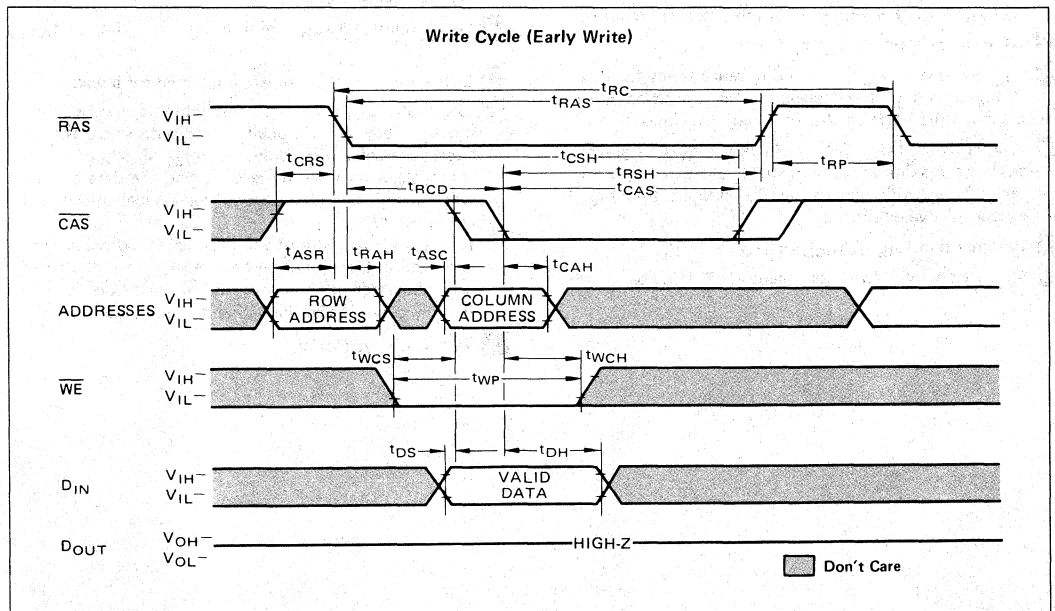 Write Cycle (Early Write)
tRC
tRAS
RAS
VIH–
VIL–
tCSH
tCRS
tRSH
tRP
tRCD
tCAS
CAS
VIH–
VIL–
tASR
tRAH
tASC
tCAH
ADDRESSES
VIH–
VIL–
ROW
ADDRESS
COLUMN
ADDRESS
tWCS
tWCH
WE
VIH–
VIL–
tWP
tDS
tDH
DIN
VIH–
VIL–
VALID
DATA
DOUT
VOH–
VOL–
HIGH-Z
Don't Care